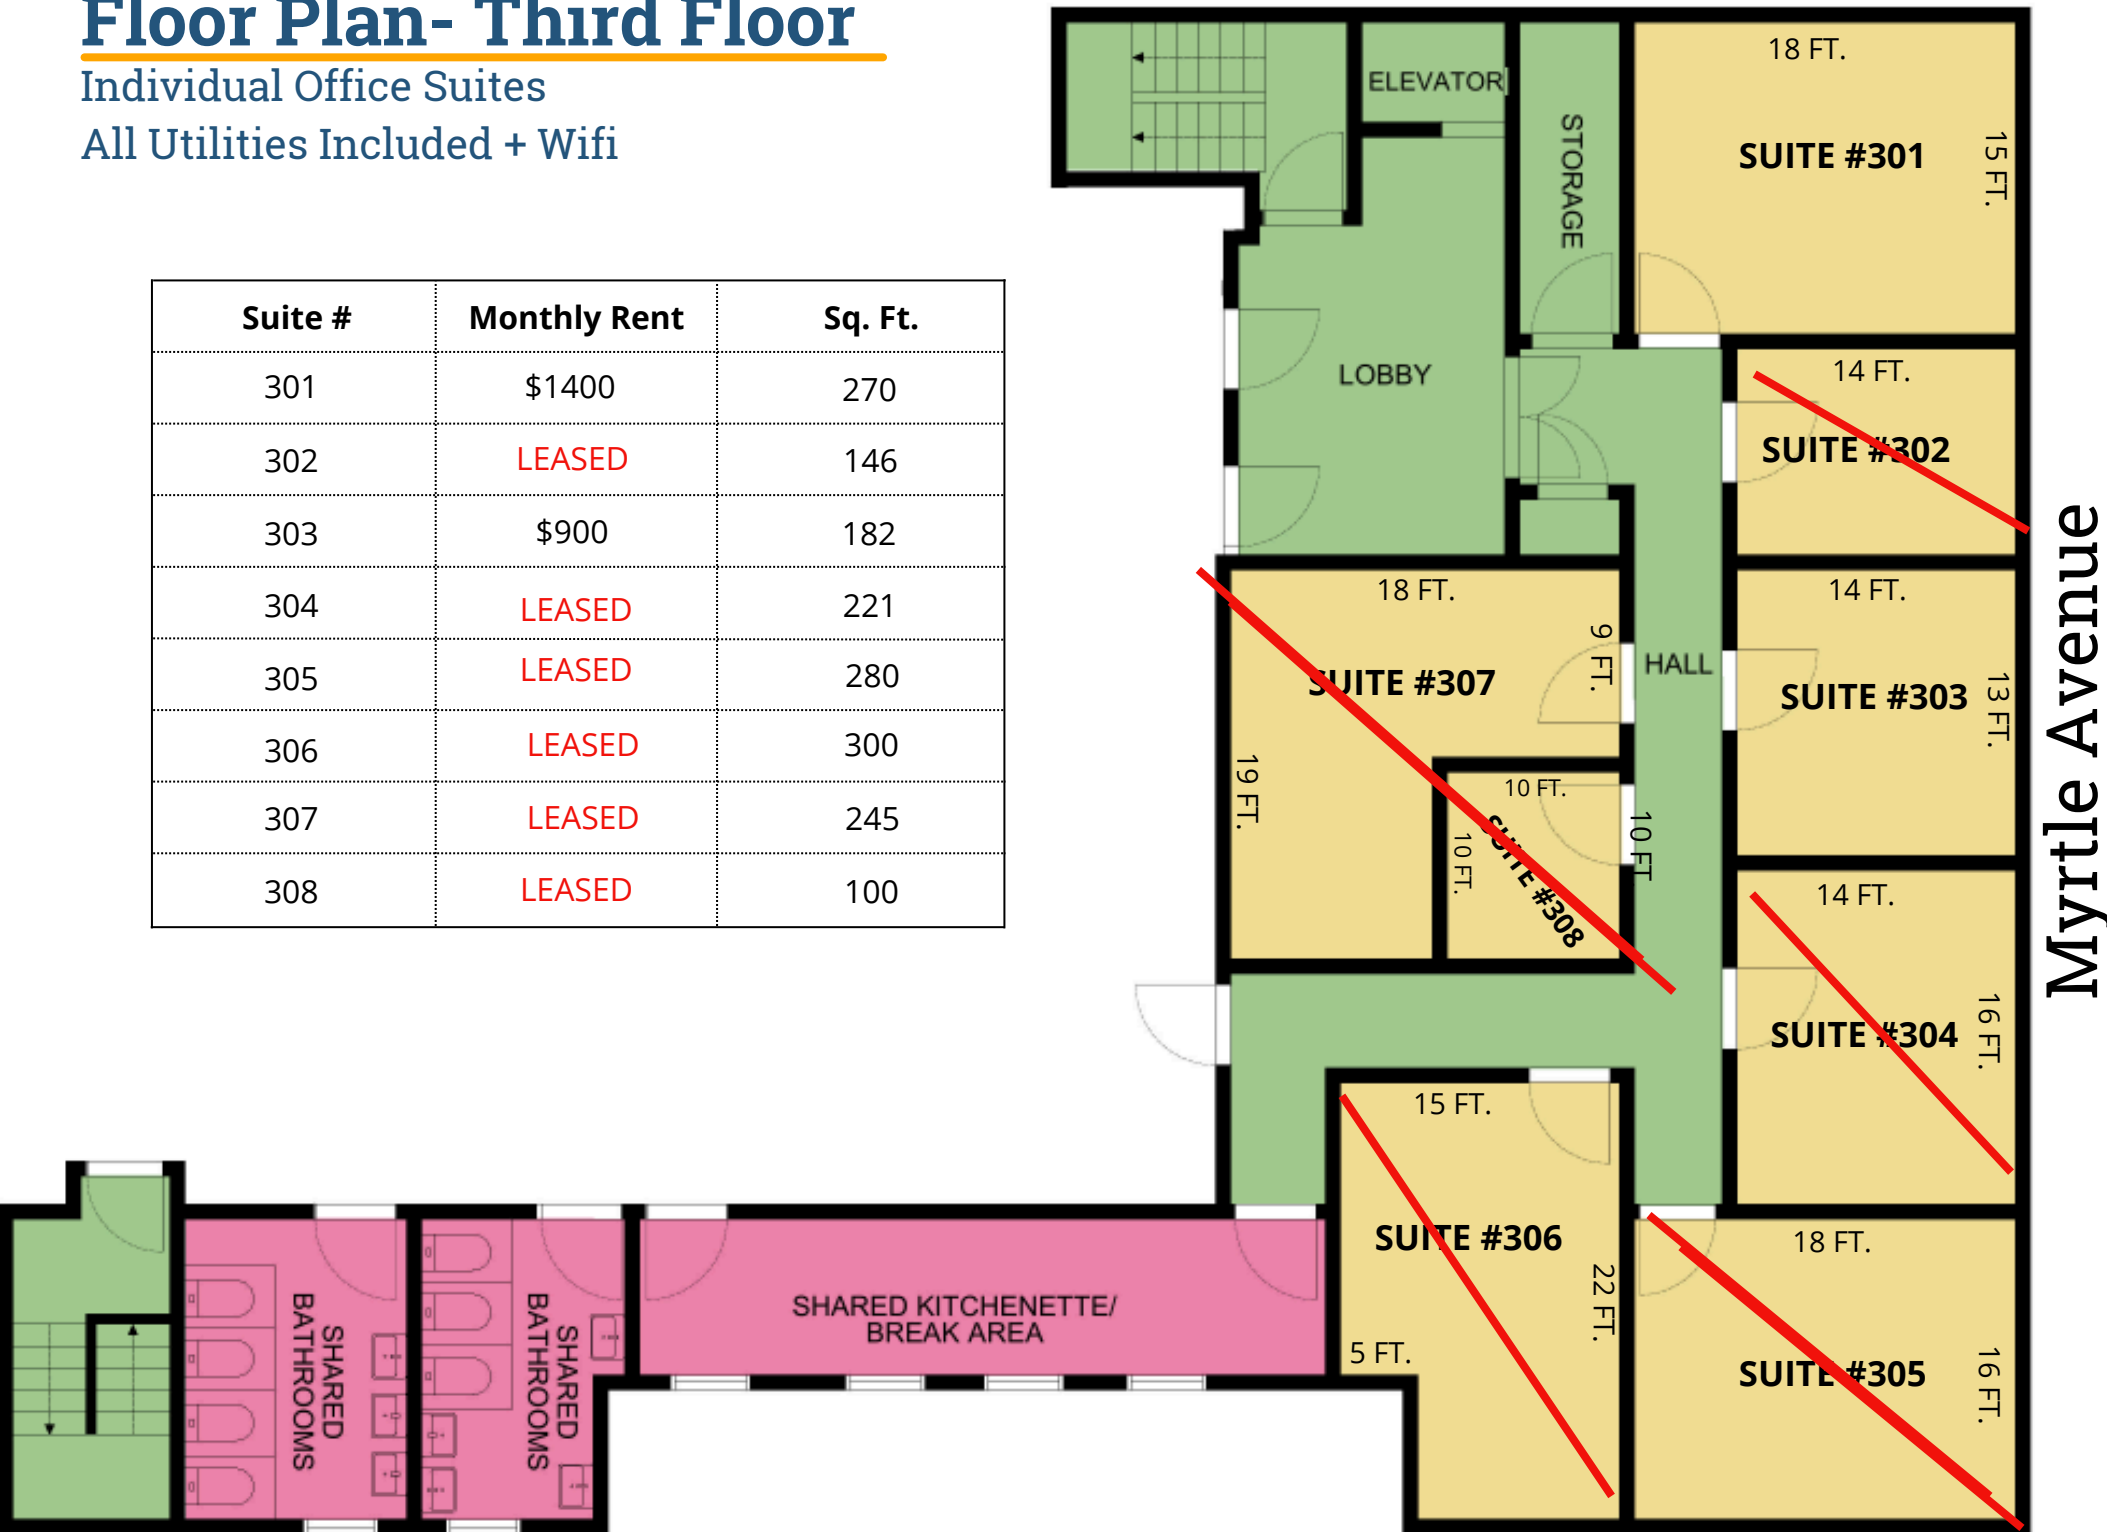 Floor Plan- Third Floor
Individual Office Suites
All Utilities Included + Wifi
Suite # Monthly Rent Sq. Ft.
301 $1400 270
302 LEASED 146
303 $900 182
304 LEASED 221
305 LEASED 280
306 LEASED 300
307 LEASED 245
308 LEASED 100
ELEVATOR
STORAGE
LOBBY
HALL
18 FT.
SUITE #301
15 FT.
14 FT.
SUITE #302
14 FT.
SUITE #303
13 FT.
14 FT.
SUITE #304
16 FT.
18 FT.
SUITE #305
16 FT.
15 FT.
SUITE #306
22 FT.
5 FT.
18 FT.
9 FT.
SUITE #307
19 FT.
10 FT.
10 FT.
SUITE #308
10 FT
Myrtle Avenue
SHARED
BATHROOMS
SHARED
BATHROOMS
SHARED KITCHENETTE/
BREAK AREA